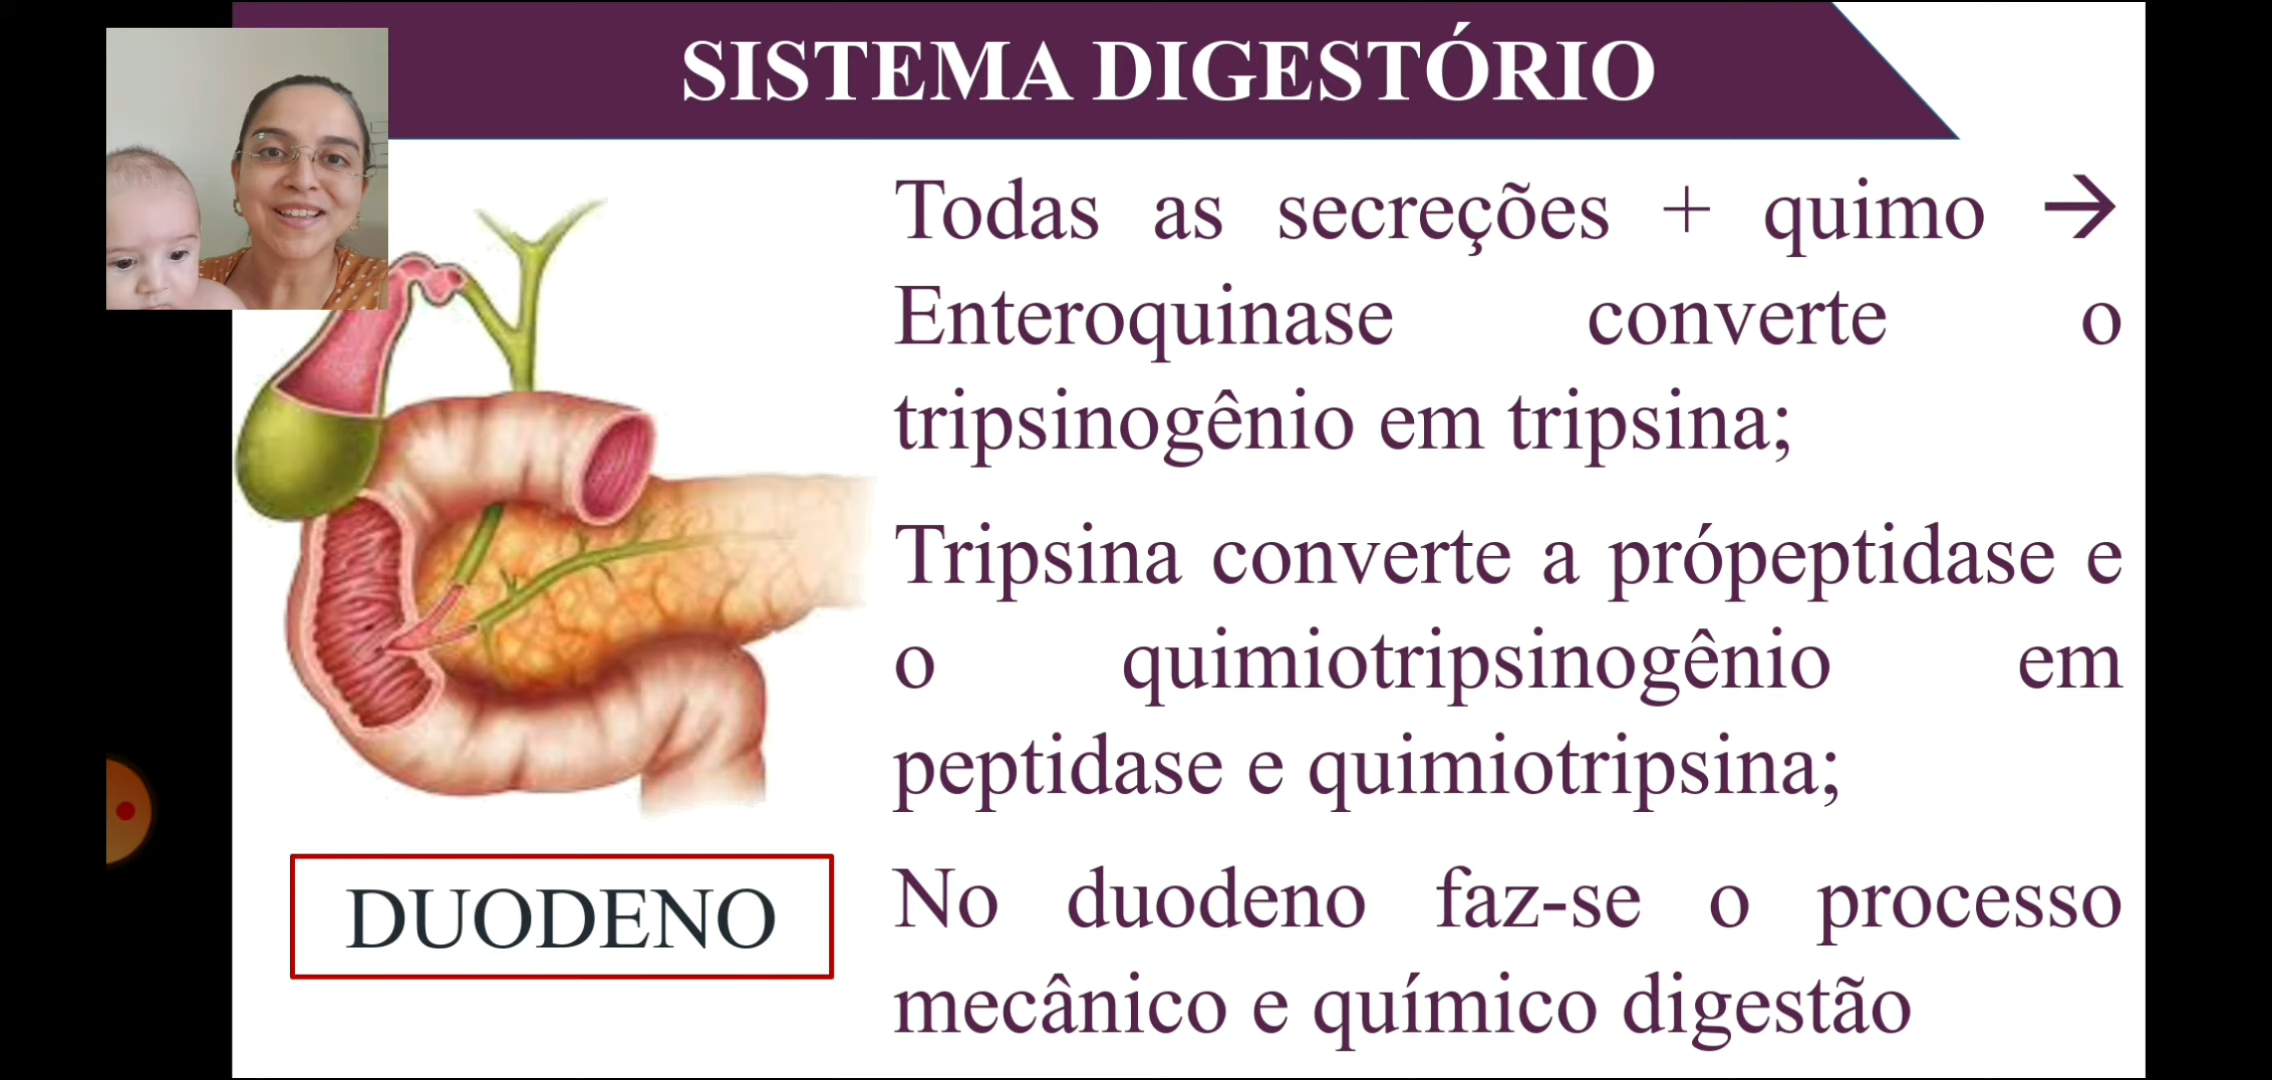 SISTEMA DIGESTÓRIO
Todas as secreções + quimo →
Enteroquinase converte o
tripsinogênio em tripsina;
Tripsina converte a própeptidase e
o quimiotripsinogênio em
peptidase e quimiotripsina;
No duodeno faz-se o processo
mecânico e químico digestão
DUODENO